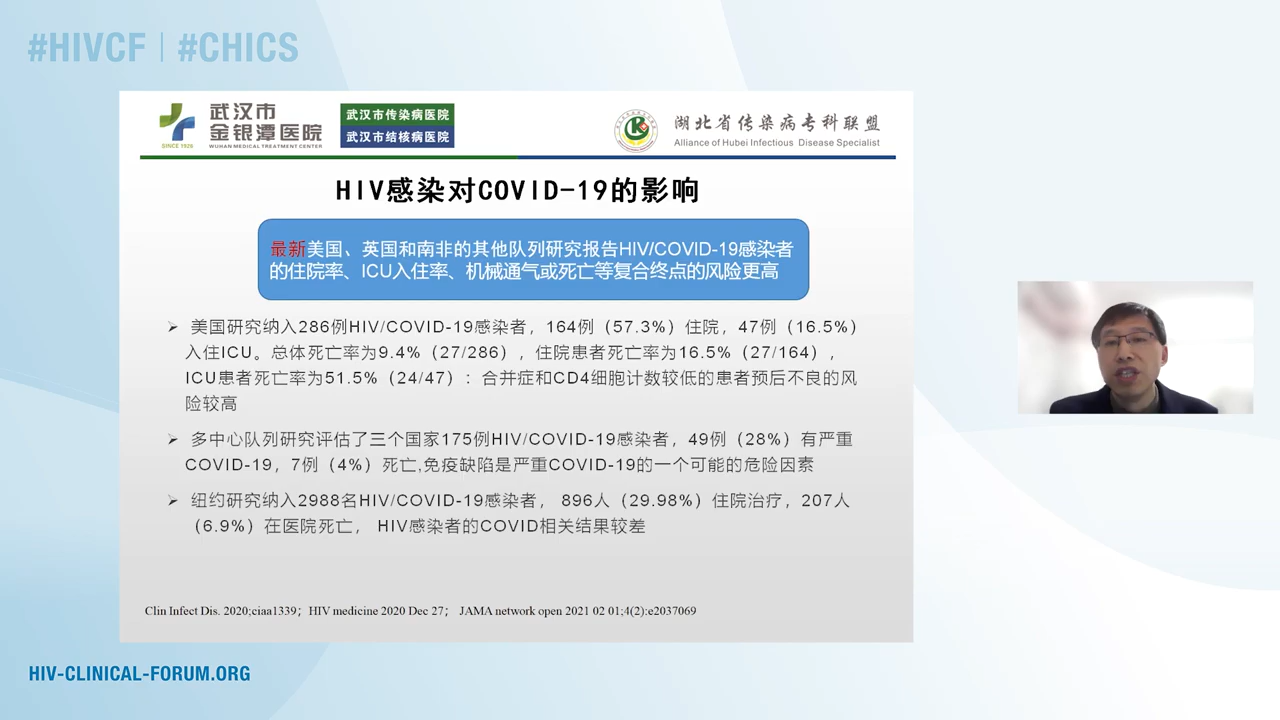 #HIVCF | #CHICS
武汉市
金银潭医院
WUHAN MEDICAL TREATMENT CENTER
SINCE 1926
武汉市传染病医院
武汉市结核病医院
湖北省传染病专科联盟
Alliance of Hubei Infectious Disease Specialist
HIV感染对COVID-19的影响
最新美国、英国和南非的其他队列研究报告HIV/COVID-19感染者
的住院率、ICU入住率、机械通气或死亡等复合终点的风险更高
➢ 美国研究纳入286例HIV/COVID-19感染者，164例（57.3%）住院，47例（16.5%）
入住ICU。总体死亡率为9.4%（27/286），住院患者死亡率为16.5%（27/164），
ICU患者死亡率为51.5%（24/47）：合并症和CD4细胞计数较低的患者预后不良的风
险较高
➢ 多中心队列研究评估了三个国家175例HIV/COVID-19感染者，49例（28%）有严重
COVID-19，7例（4%）死亡,免疫缺陷是严重COVID-19的一个可能的危险因素
➢ 纽约研究纳入2988名HIV/COVID-19感染者， 896人（29.98%）住院治疗，207人
（6.9%）在医院死亡， HIV感染者的COVID相关结果较差
Clin Infect Dis. 2020;ciaa1339； HIV medicine 2020 Dec 27； JAMA network open 2021 02 01;4(2):e2037069
HIV-CLINICAL-FORUM.ORG